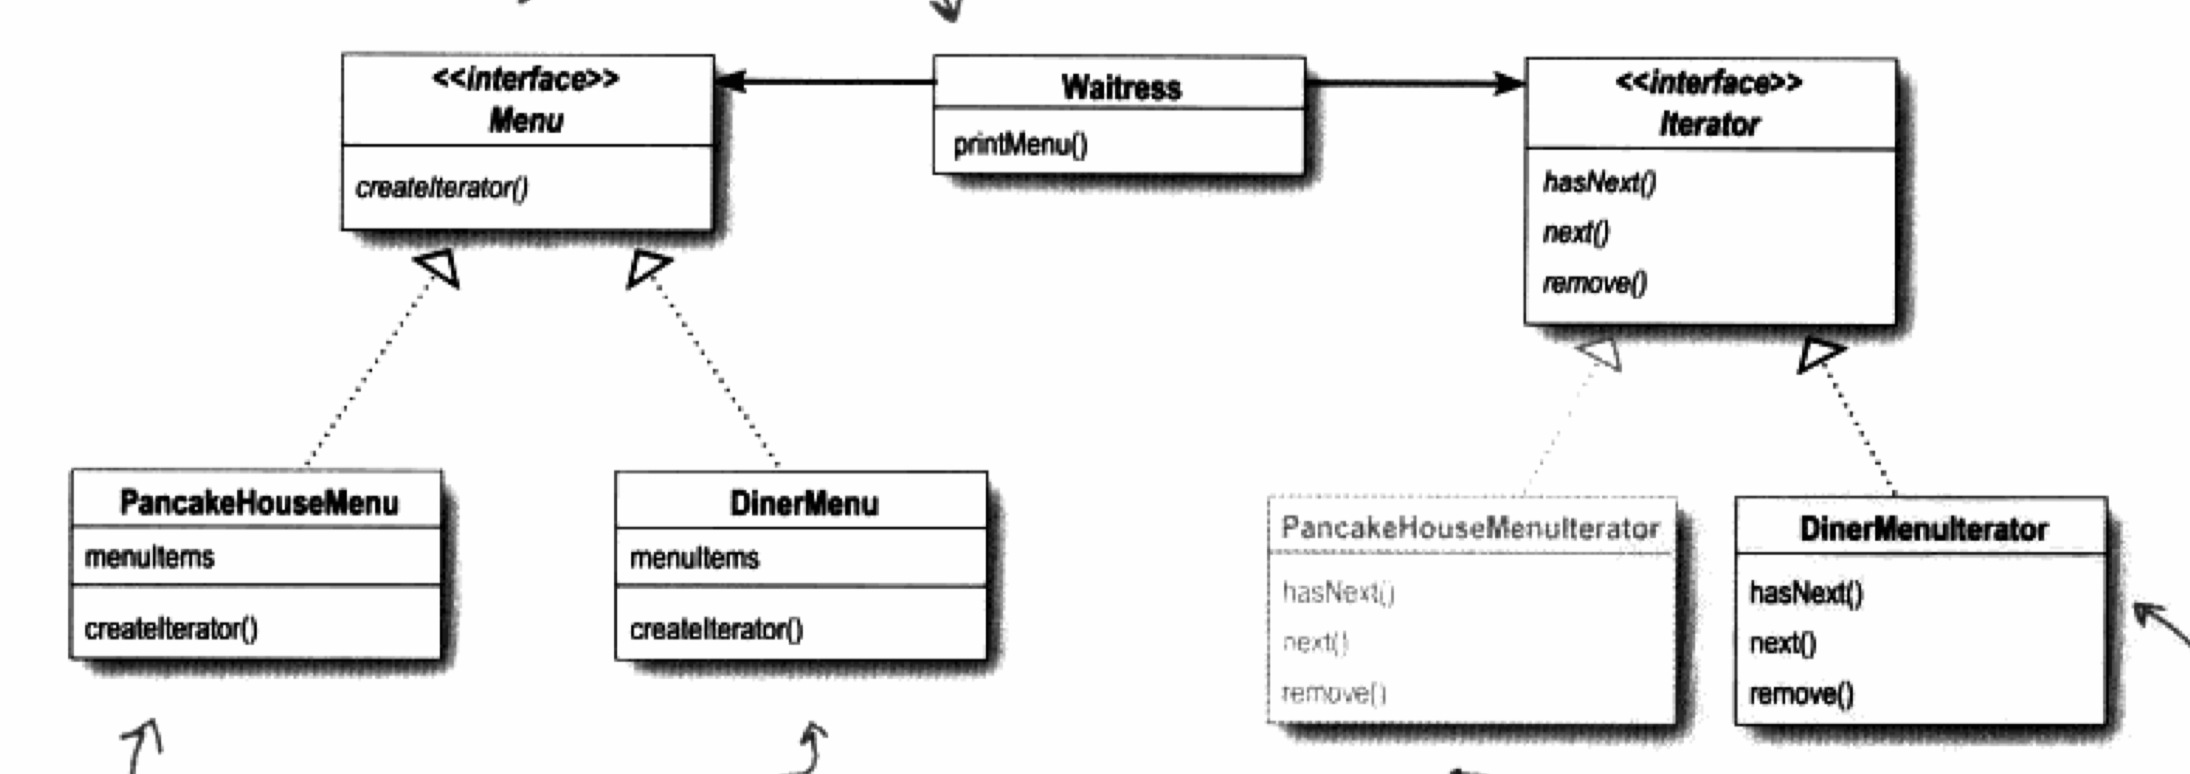 <<interface>>
Menu
createIterator()
Waitress
printMenu()
<<interface>>
Iterator
hasNext()
next()
remove()
PancakeHouseMenu
menuItems
createIterator()
DinerMenu
menuItems
createIterator()
PancakeHouseMenuIterator
hasNext()
next()
remove()
DinerMenuIterator
hasNext()
next()
remove()